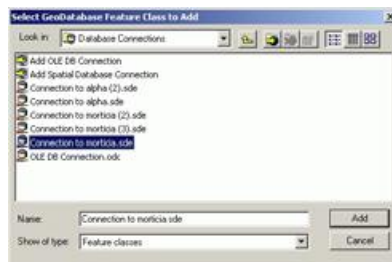 Select GeoDatabase Feature Class to Add
Look in: Database Connections
Add OLE DB Connection
Add Spatial Database Connection
Connection to alpha (2).sde
Connection to alpha.sde
Connection to morticia (2).sde
Connection to morticia (3).sde
Connection to morticia.sde
OLE DB Connection.odc
Name: Connection to morticia.sde Add
Show of type: Feature classes Cancel